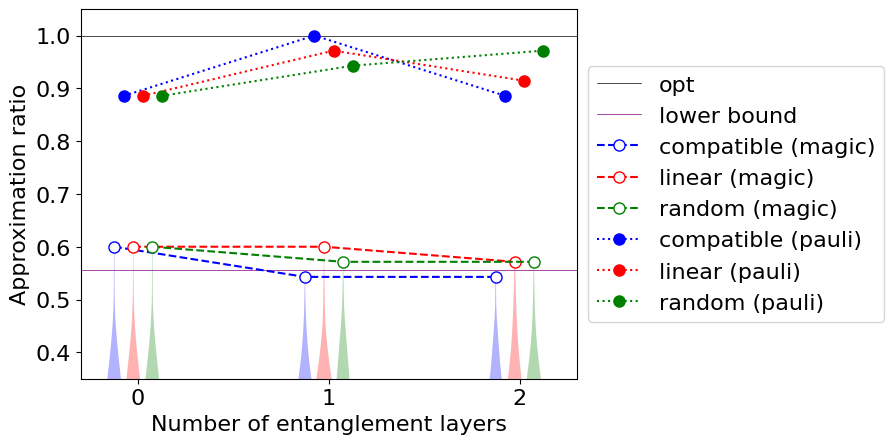 1.0
0.9
0.8
0.7
0.6
0.5
0.4
Approximation ratio
0 1 2
Number of entanglement layers
opt
lower bound
compatible (magic)
linear (magic)
random (magic)
compatible (pauli)
linear (pauli)
random (pauli)